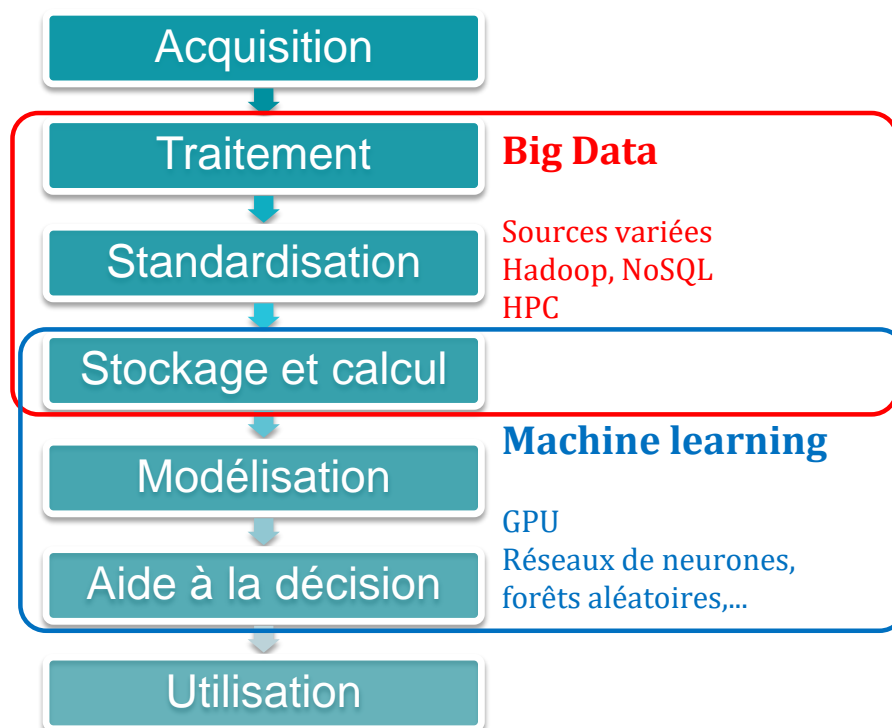 Acquisition
Traitement
Big Data
Standardisation
Sources variées
Hadoop, NoSQL
HPC
Stockage et calcul
Machine learning
Modélisation
GPU
Réseaux de neurones,
forêts aléatoires,...
Aide à la décision
Utilisation